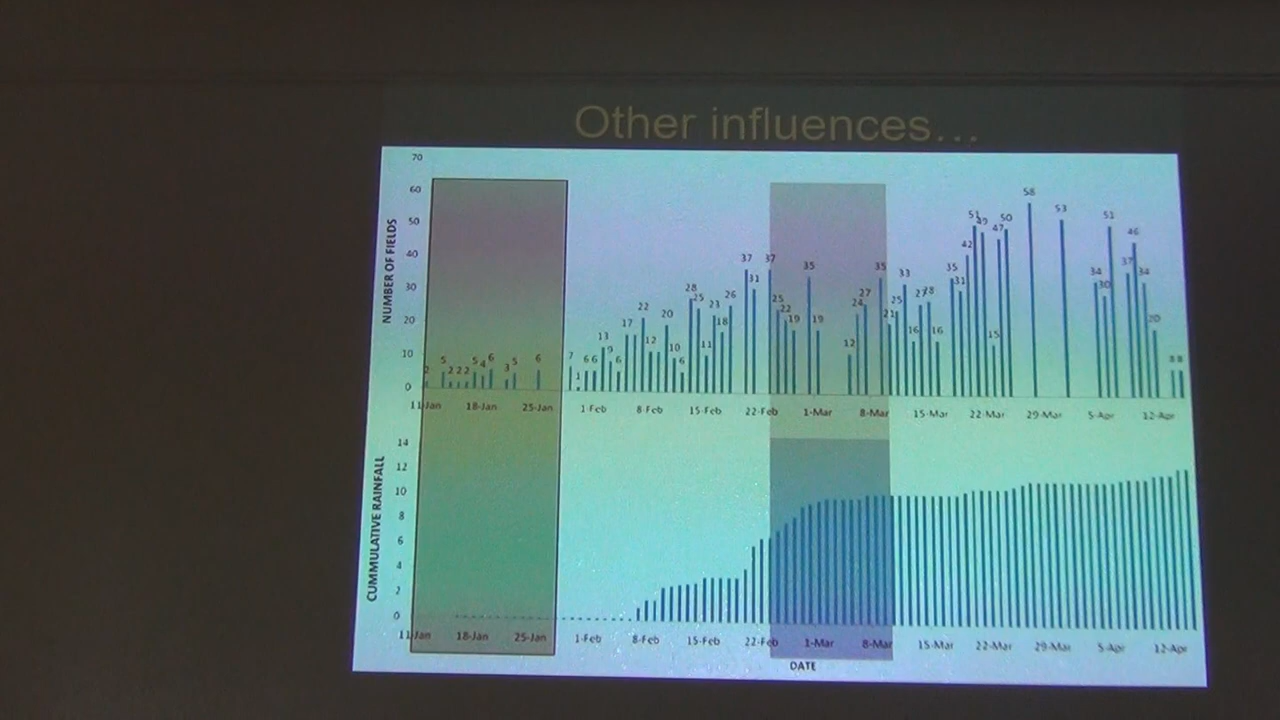 Other influences...
70
60
50
40
30
20
10
0
NUMBER OF FIELDS
2 5 2 2 2 5 4 6 3 5 6 7 1 6 6 13 9 6 17 22 12 20 10 6 28 25 11 23 18 26 37 31 37 25 22 19 35 19 12 24 27 35 21 25 33 16 27 28 16 35 31 42 51 49 15 47 50 58 53 34 30 51 37 46 34 20 8 8
11-Jan 18-Jan 25-Jan 1-Feb 8-Feb 15-Feb 22-Feb 1-Mar 8-Mar 15-Mar 22-Mar 29-Mar 5-Apr 12-Apr
14
12
10
8
6
4
2
0
CUMMULATIVE RAINFALL
11-Jan 18-Jan 25-Jan 1-Feb 8-Feb 15-Feb 22-Feb 1-Mar 8-Mar 15-Mar 22-Mar 29-Mar 5-Apr 12-Apr
DATE